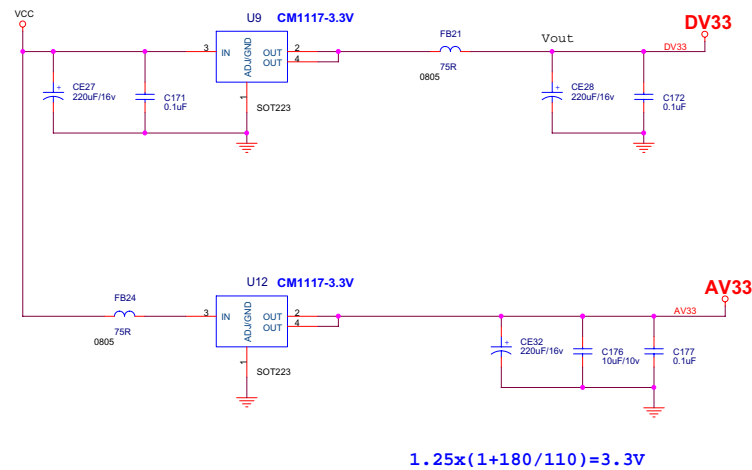 VCC
U9 CM1117-3.3V
3 IN OUT 2
OUT 4
ADJ/GND
1
SOT223
CE27
220uF/16v
C171
0.1uF
FB21
75R
0805
Vout
DV33
DV33
CE28
220uF/16v
C172
0.1uF
U12 CM1117-3.3V
FB24
75R
0805
3 IN OUT 2
OUT 4
ADJ/GND
1
SOT223
AV33
AV33
CE32
220uF/16v
C176
10uF/10v
C177
0.1uF
1.25x(1+180/110)=3.3V